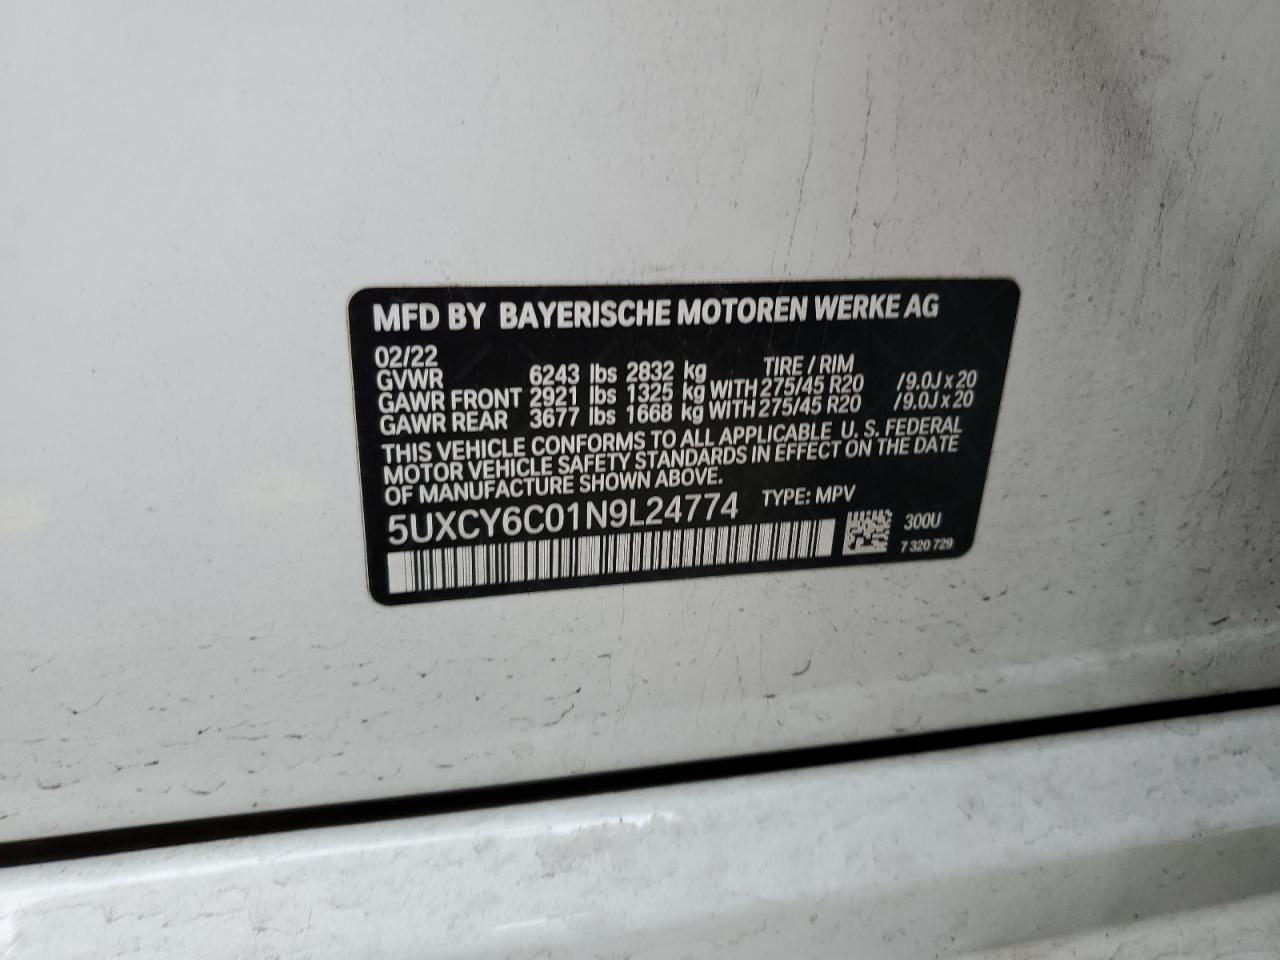 MFD BY BAYERISCHE MOTOREN WERKE AG
02/22 TIRE / RIM
GVWR 6243 lbs 2832 kg
GAWR FRONT 2921 lbs 1325 kg WITH 275/45 R20 /9.0J x 20
GAWR REAR 3677 lbs 1668 kg WITH 275/45 R20 /9.0J x 20
THIS VEHICLE CONFORMS TO ALL APPLICABLE U. S. FEDERAL
MOTOR VEHICLE SAFETY STANDARDS IN EFFECT ON THE DATE
OF MANUFACTURE SHOWN ABOVE.
5UXCY6C01N9L24774 TYPE: MPV
300U
7 320 729